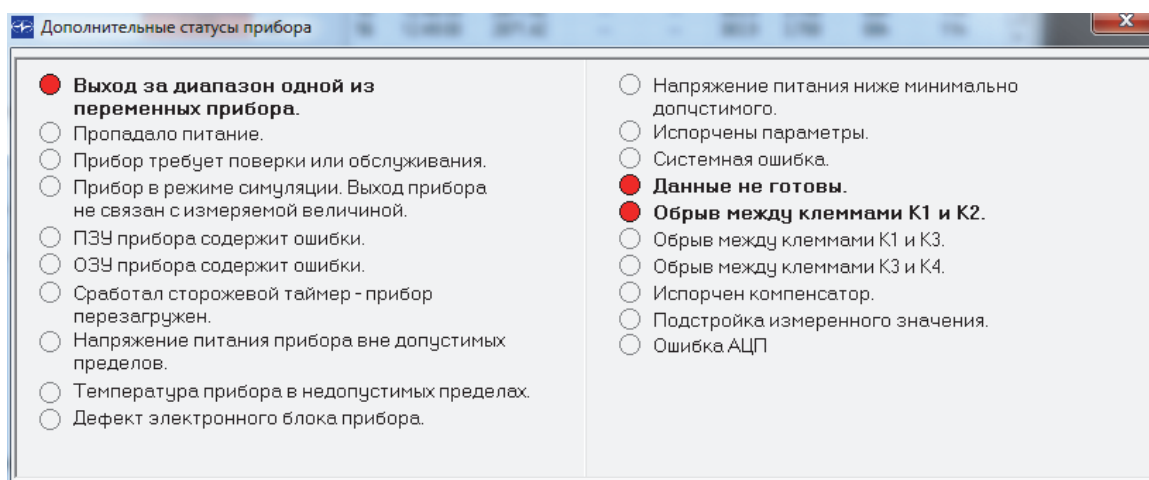 Дополнительные статусы прибора
Выход за диапазон одной из
переменных прибора.
Пропадало питание.
Прибор требует поверки или обслуживания.
Прибор в режиме симуляции. Выход прибора
не связан с измеряемой величиной.
ПЗУ прибора содержит ошибки.
ОЗУ прибора содержит ошибки.
Сработал сторожевой таймер - прибор
перезагружен.
Напряжение питания прибора вне допустимых
пределов.
Температура прибора в недопустимых пределах.
Дефект электронного блока прибора.
Напряжение питания ниже минимально
допустимого.
Испорчены параметры.
Системная ошибка.
Данные не готовы.
Обрыв между клеммами К1 и К2.
Обрыв между клеммами К1 и К3.
Обрыв между клеммами К3 и К4.
Испорчен компенсатор.
Подстройка измеренного значения.
Ошибка АЦП